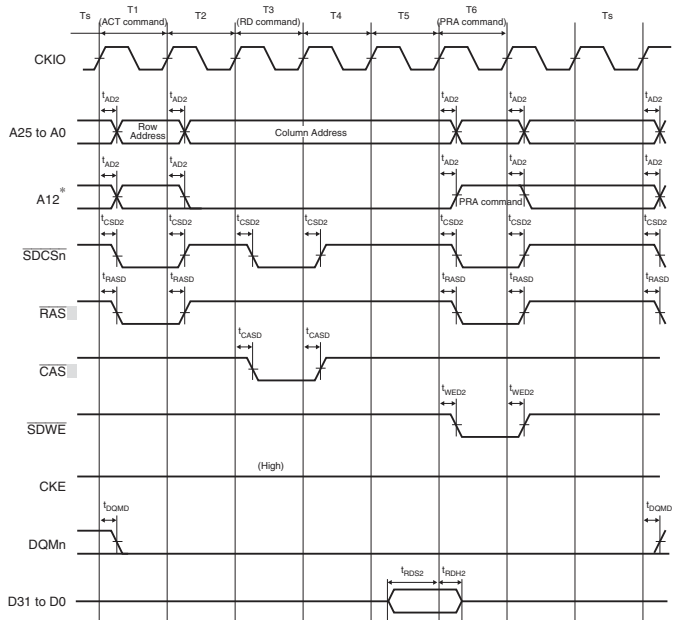 Ts T1 T2 T3 T4 T5 T6 Ts
(ACT command) (RD command) (PRA command)
CKIO
tAD2 tAD2 tAD2 tAD2 tAD2
A25 to A0 Row Address Column Address
tAD2 tAD2 tAD2 tAD2
A12* PRA command
tCSD2 tCSD2 tCSD2 tCSD2 tCSD2 tCSD2 tCSD2
SDCSn
tRASD tRASD tRASD tRASD tRASD
RAS
tCASD tCASD
CAS
tWED2 tWED2
SDWE
(High)
CKE
tDQMD tDQMD
DQMn
tRDS2 tRDH2
D31 to D0